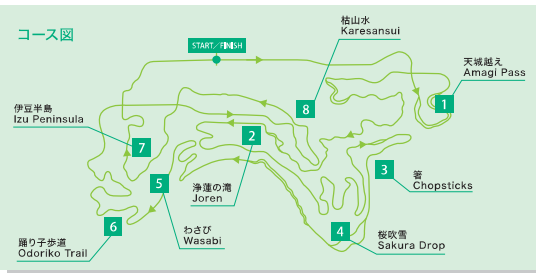 コース図
START/FINISH
枯山水
Karesansui
天城越え
Amagi Pass
1
伊豆半島
Izu Peninsula
8
2
7
浄蓮の滝
Joren
3
箸
Chopsticks
5
わさび
Wasabi
4
桜吹雪
Sakura Drop
6
踊り子歩道
Odoriko Trail